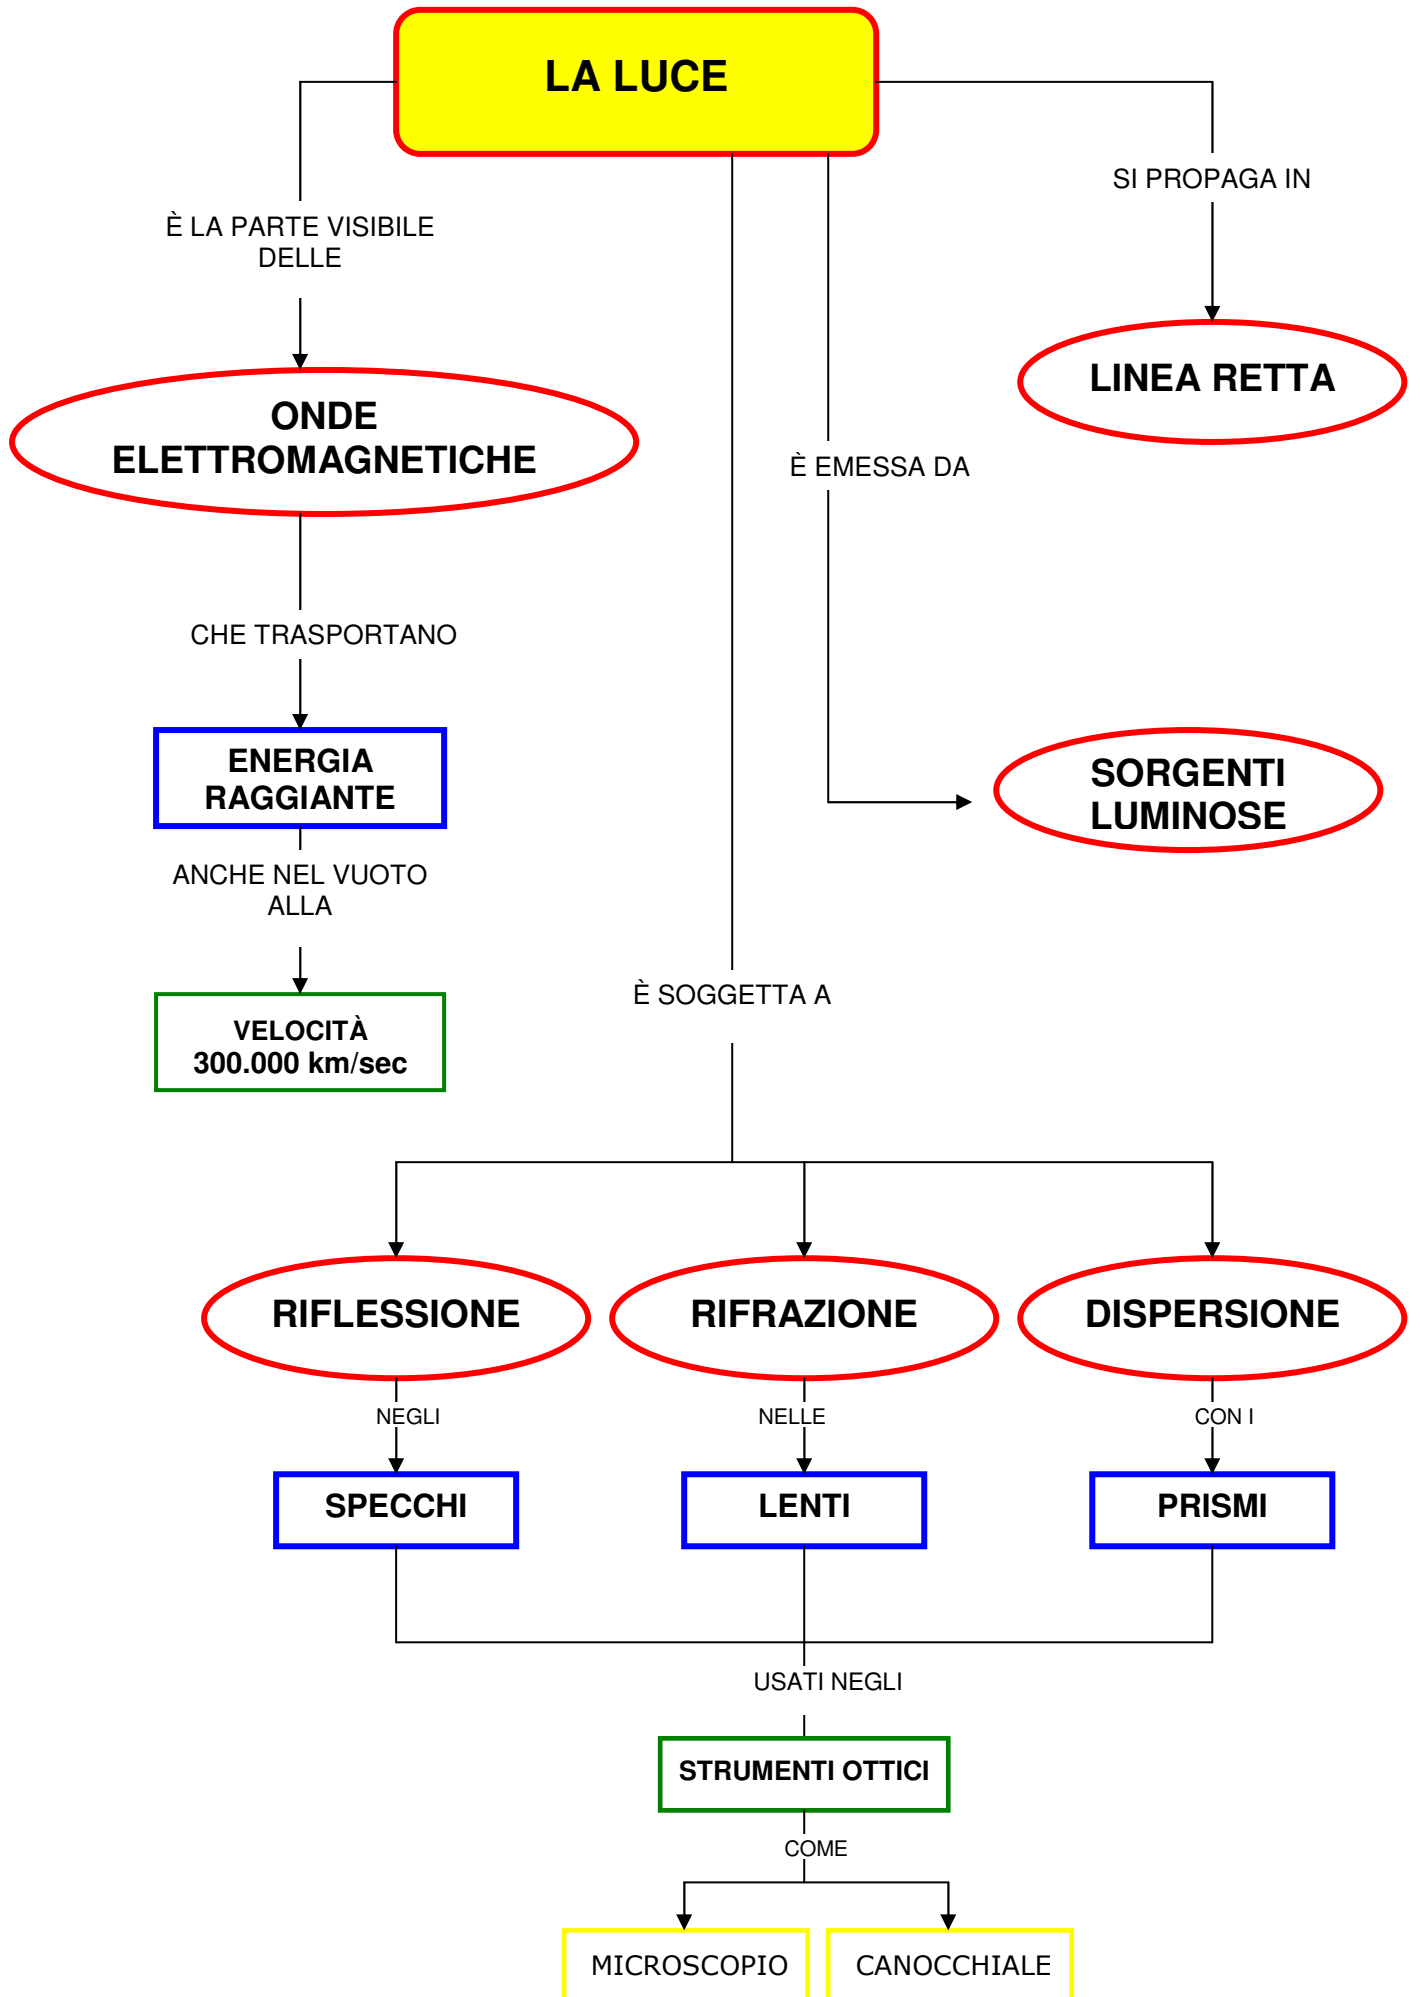 LA LUCE
SI PROPAGA IN
È LA PARTE VISIBILE
DELLE
LINEA RETTA
ONDE
ELETTROMAGNETICHE
È EMESSA DA
CHE TRASPORTANO
ENERGIA
RAGGIANTE
SORGENTI
LUMINOSE
ANCHE NEL VUOTO
ALLA
È SOGGETTA A
VELOCITÀ
300.000 km/sec
RIFLESSIONE
RIFRAZIONE
DISPERSIONE
NEGLI
NELLE
CON I
SPECCHI
LENTI
PRISMI
USATI NEGLI
STRUMENTI OTTICI
COME
MICROSCOPIO
CANOCCHIALE